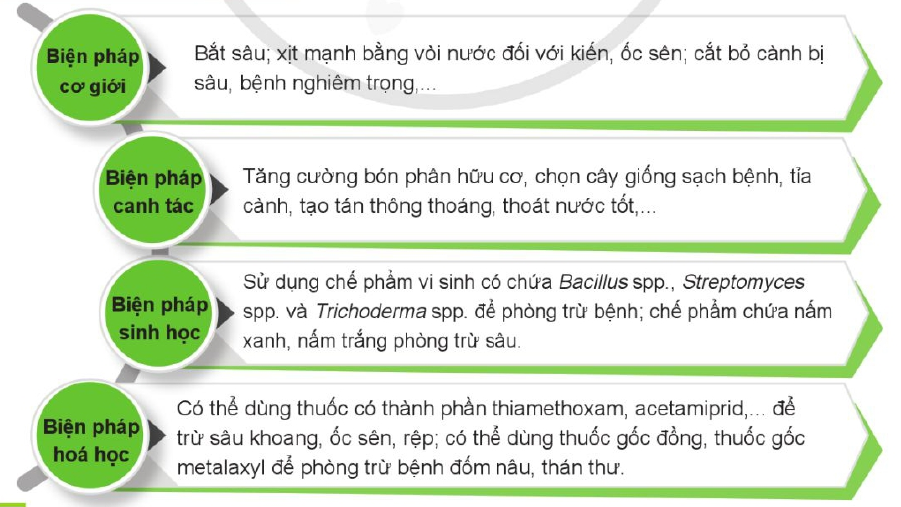 Biện pháp
cơ giới
Bắt sâu; xịt mạnh bằng vòi nước đối với kiến, ốc sên; cắt bỏ cành bị
sâu, bệnh nghiêm trọng,...
Biện pháp
canh tác
Tăng cường bón phân hữu cơ, chọn cây giống sạch bệnh, tỉa
cành, tạo tán thông thoáng, thoát nước tốt,...
Biện pháp
sinh học
Sử dụng chế phẩm vi sinh có chứa Bacillus spp., Streptomyces
spp. và Trichoderma spp. để phòng trừ bệnh; chế phẩm chứa nấm
xanh, nấm trắng phòng trừ sâu.
Biện pháp
hoá học
Có thể dùng thuốc có thành phần thiamethoxam, acetamiprid,... để
trừ sâu khoang, ốc sên, rệp; có thể dùng thuốc gốc đồng, thuốc gốc
metalaxyl để phòng trừ bệnh đốm nâu, thán thư.